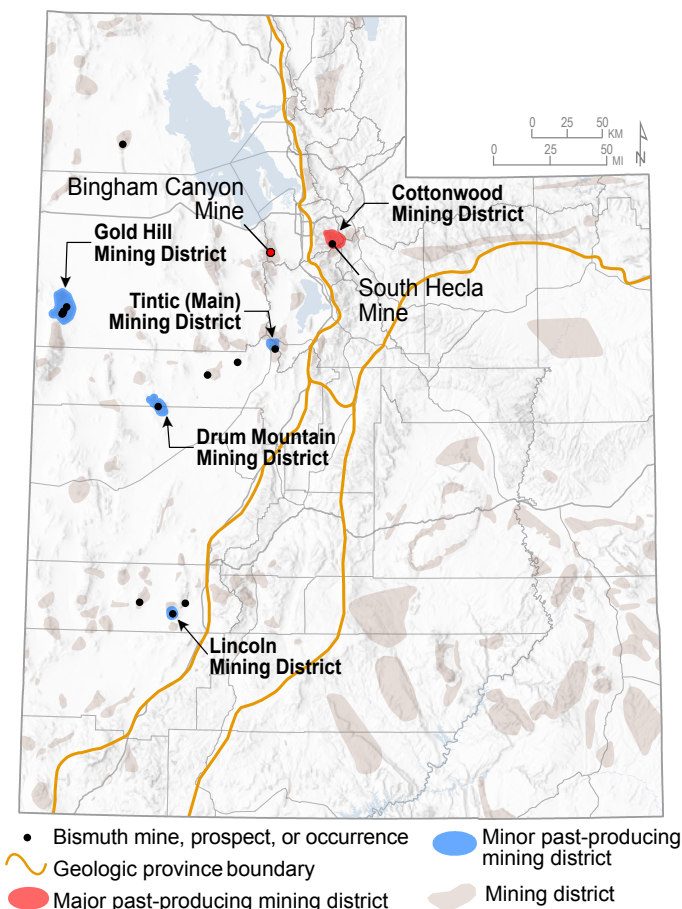 0 25 50
KM
0 25 50
MI
N
Bingham Canyon
Mine
Cottonwood
Mining District
Gold Hill
Mining District
South Hecla
Mine
Tintic (Main)
Mining District
Drum Mountain
Mining District
Lincoln
Mining District
Bismuth mine, prospect, or occurrence
Geologic province boundary
Major past-producing mining district
Minor past-producing
mining district
Mining district